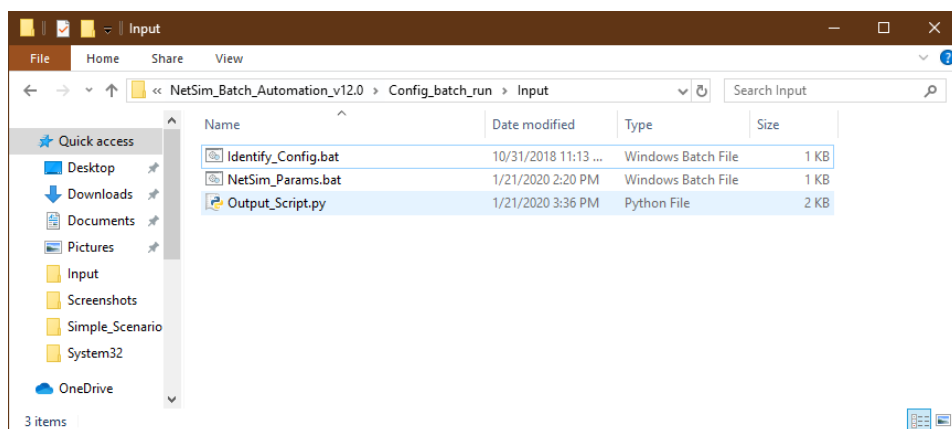 Input
File Home Share View
« NetSim_Batch_Automation_v12.0 > Config_batch_run > Input Search Input
Name Date modified Type Size
Quick access
Identify_Config.bat 10/31/2018 11:13 ... Windows Batch File 1 KB
Desktop
NetSim_Params.bat 1/21/2020 2:20 PM Windows Batch File 1 KB
Downloads
Output_Script.py 1/21/2020 3:36 PM Python File 2 KB
Documents
Pictures
Input
Screenshots
Simple_Scenario
System32
OneDrive
3 items